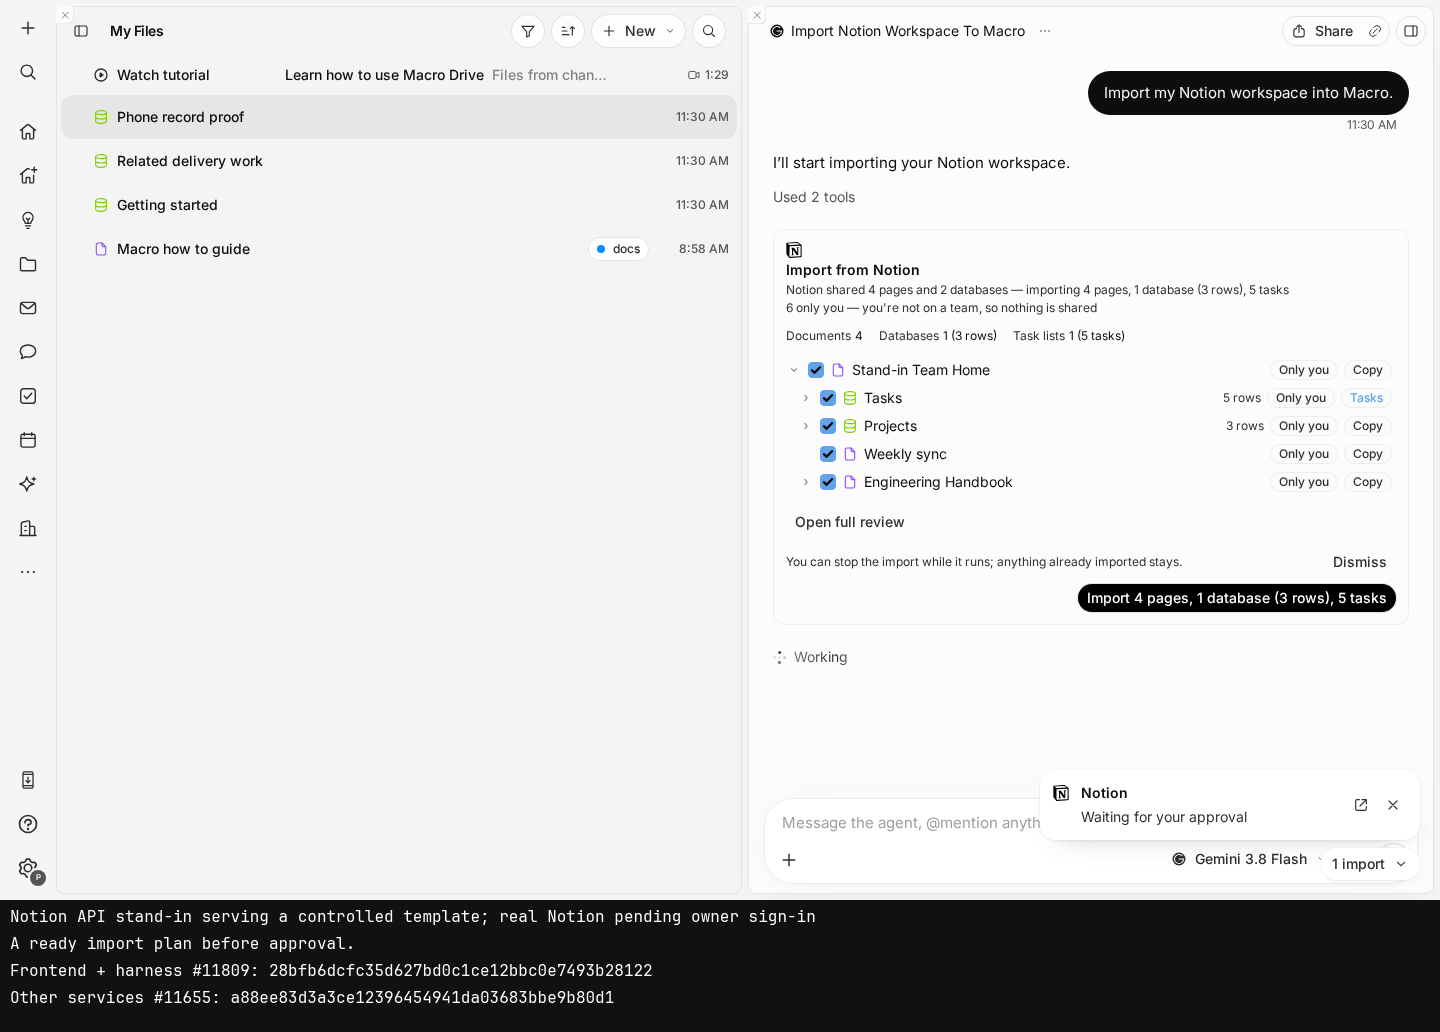 My Files
New
Watch tutorial
Learn how to use Macro Drive Files from chan...
1:29
Phone record proof
11:30 AM
Related delivery work
11:30 AM
Getting started
11:30 AM
Macro how to guide
docs
8:58 AM
P
Import Notion Workspace To Macro
Share
Import my Notion workspace into Macro.
11:30 AM
I’ll start importing your Notion workspace.
Used 2 tools
Import from Notion
Notion shared 4 pages and 2 databases — importing 4 pages, 1 database (3 rows), 5 tasks
6 only you — you're not on a team, so nothing is shared
Documents 4 Databases 1 (3 rows) Task lists 1 (5 tasks)
Stand-in Team Home Only you Copy
Tasks 5 rows Only you Tasks
Projects 3 rows Only you Copy
Weekly sync Only you Copy
Engineering Handbook Only you Copy
Open full review
You can stop the import while it runs; anything already imported stays.
Dismiss
Import 4 pages, 1 database (3 rows), 5 tasks
Working
Notion
Waiting for your approval
Message the agent, @mention anyth
Gemini 3.8 Flash
1 import
Notion API stand-in serving a controlled template; real Notion pending owner sign-in
A ready import plan before approval.
Frontend + harness #11809: 28bfb6dcfc35d627bd0c1ce12bbc0e7493b28122
Other services #11655: a88ee83d3a3ce12396454941da03683bbe9b80d1